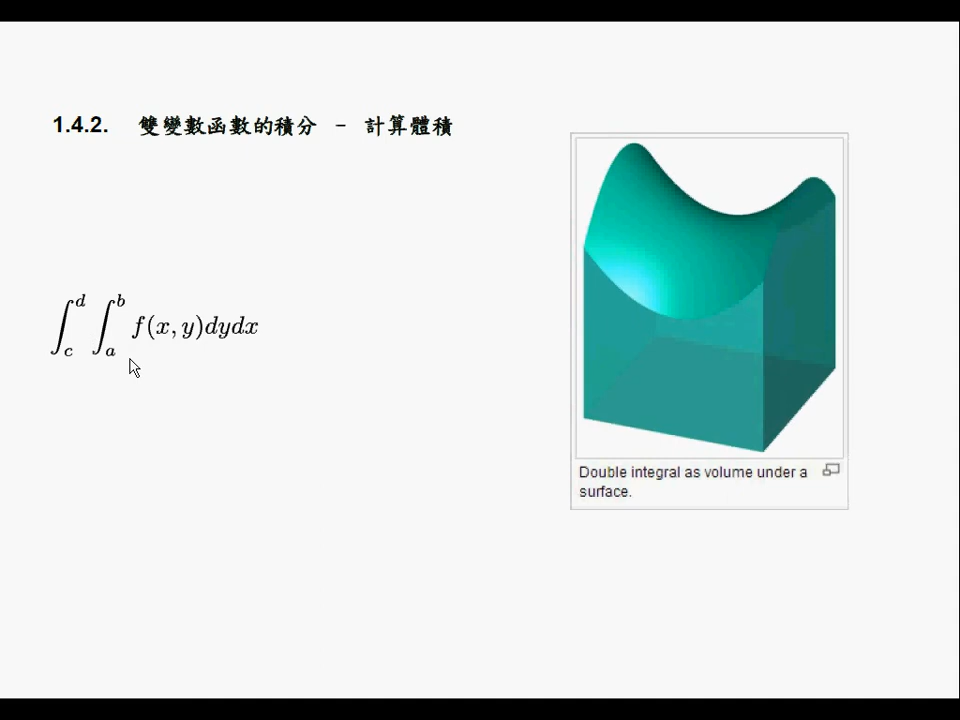 1.4.2. 雙變數函數的積分 - 計算體積
∫_c^d ∫_a^b f(x, y)dydx
Double integral as volume under a
surface.